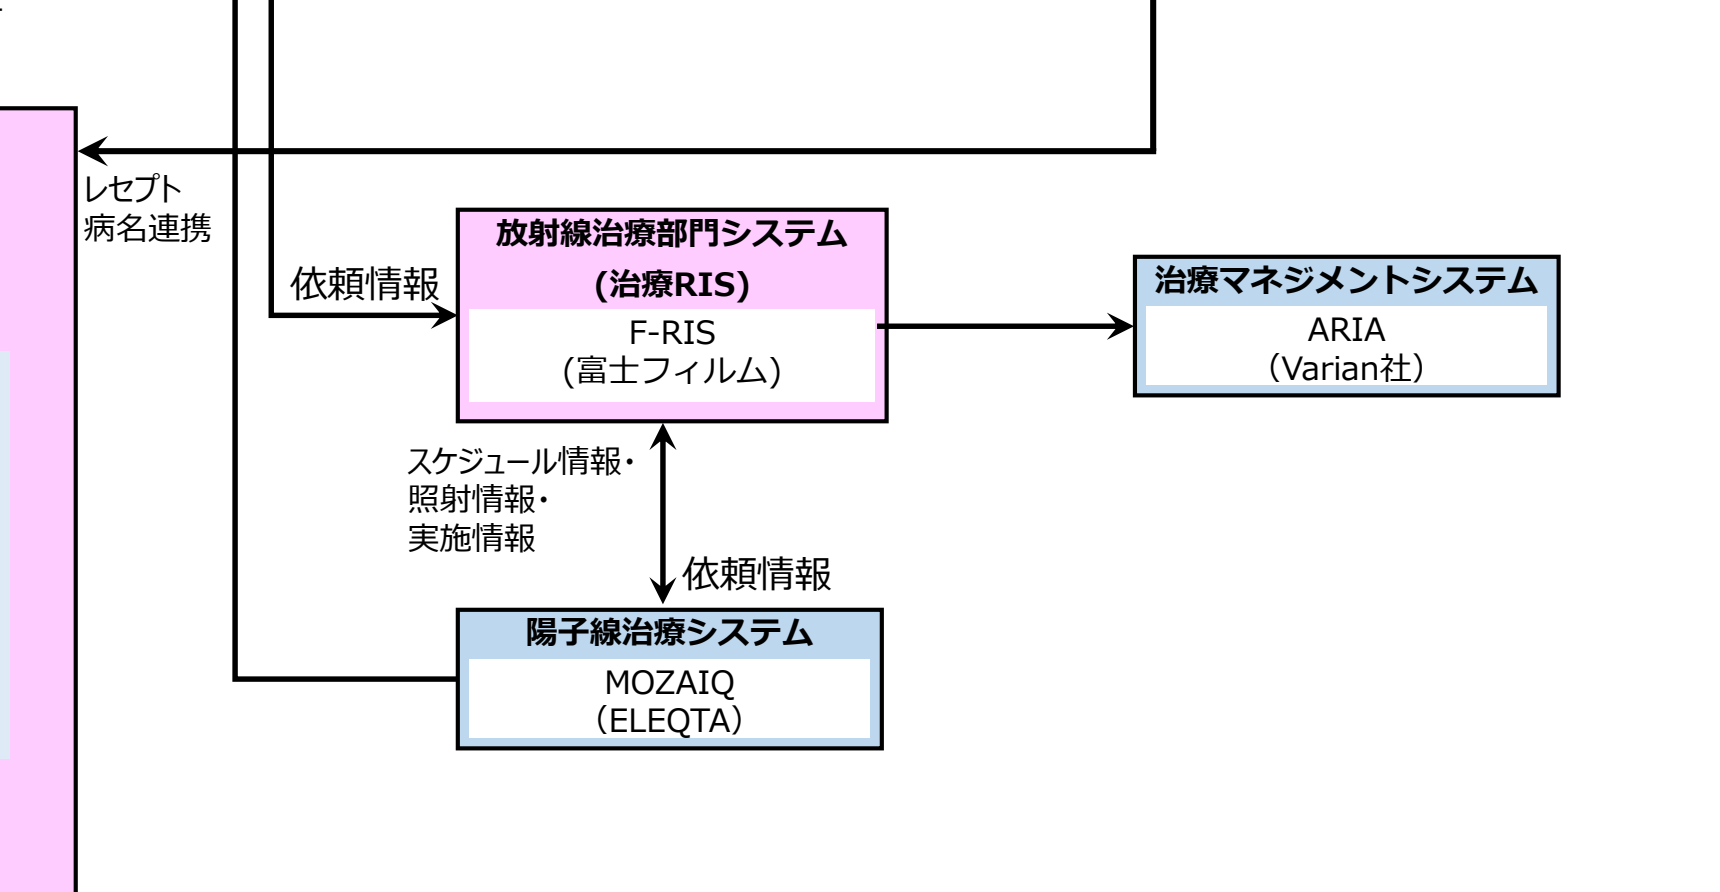 レセプト
病名連携
依頼情報
放射線治療部門システム
(治療RIS)
F-RIS
(富士フィルム)
治療マネジメントシステム
ARIA
（Varian社）
スケジュール情報・
照射情報・
実施情報
依頼情報
陽子線治療システム
MOZAIQ
（ELEQTA）